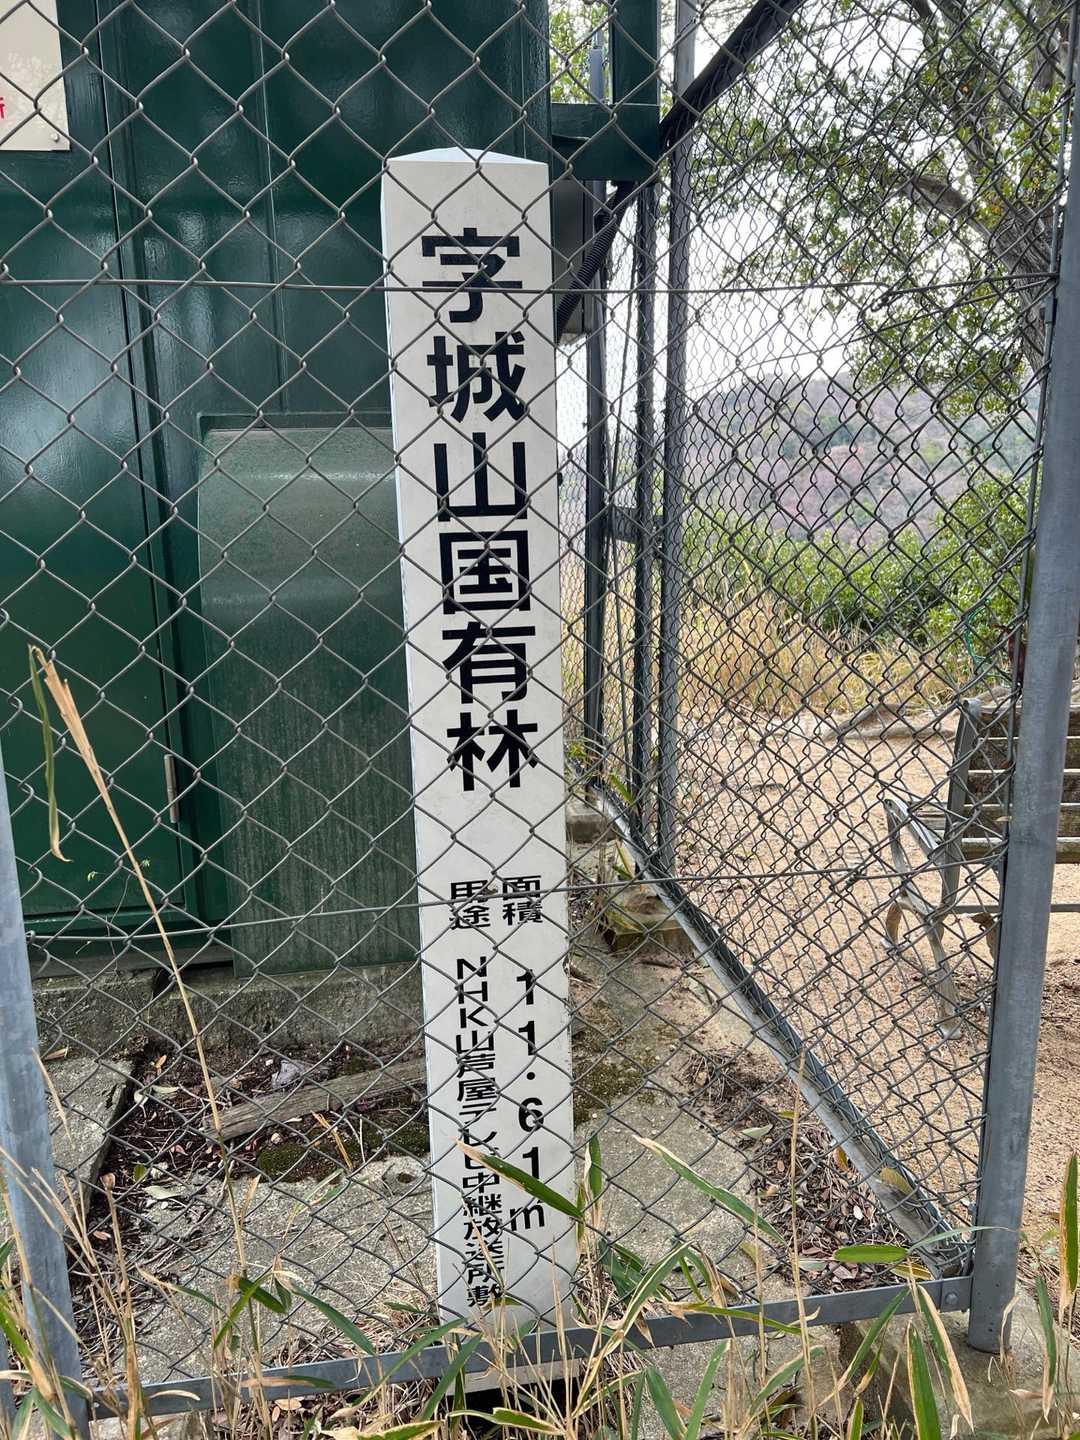 字城山国有林
面積 11.61㎡
用途 NHK山芦屋テレビ中継放送所敷